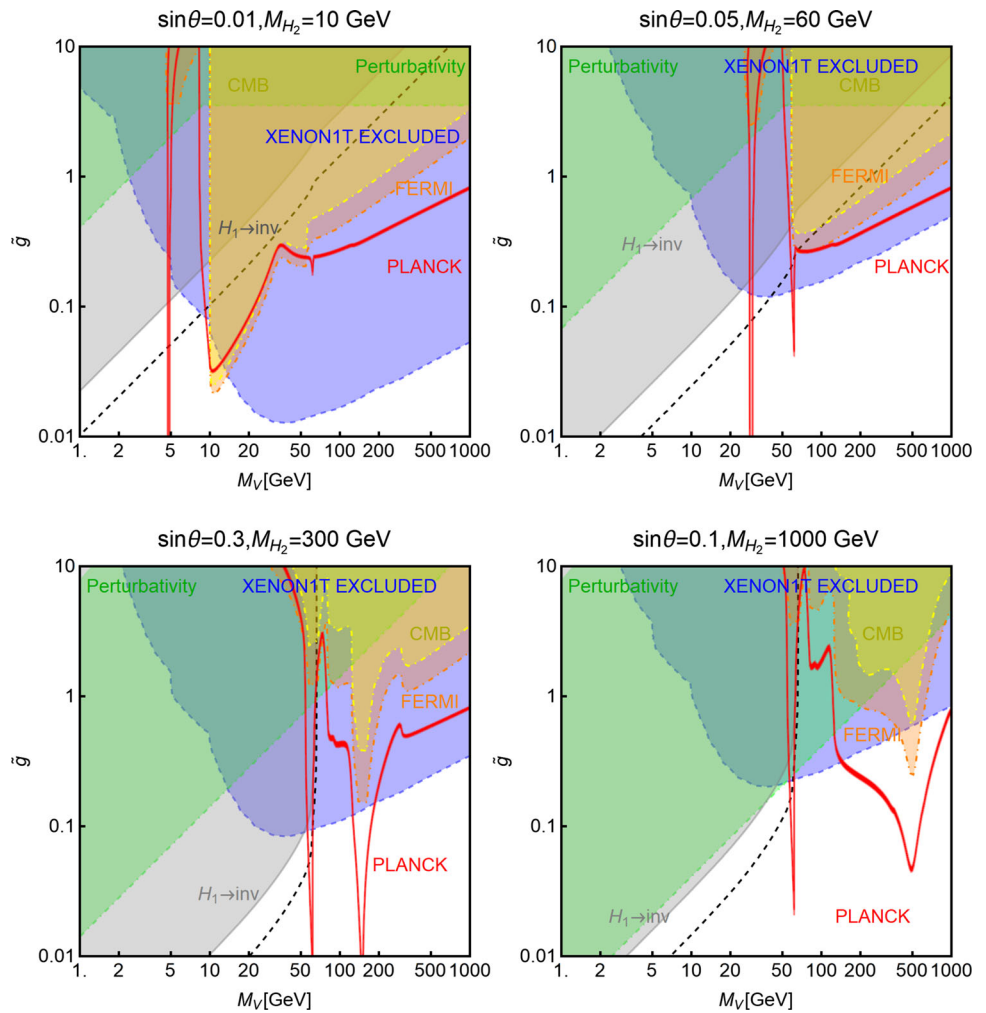 sinθ=0.01,M_{H_2}=10 GeV
10
1
0.1
0.01
g̃
Perturbativity
CMB
XENON1T EXCLUDED
FERMI
H_1→inv
PLANCK
1. 2 5 10 20 50 100 200 500 1000
M_V[GeV]
sinθ=0.05,M_{H_2}=60 GeV
10
1
0.1
0.01
g̃
Perturbativity
XENON1T EXCLUDED
CMB
FERMI
H_1→inv
PLANCK
1. 2 5 10 20 50 100 200 500 1000
M_V[GeV]
sinθ=0.3,M_{H_2}=300 GeV
10
1
0.1
0.01
g̃
Perturbativity
XENON1T EXCLUDED
CMB
FERMI
PLANCK
H_1→inv
1. 2 5 10 20 50 100 200 500 1000
M_V[GeV]
sinθ=0.1,M_{H_2}=1000 GeV
10
1
0.1
0.01
g̃
Perturbativity
XENON1T EXCLUDED
CMB
FERMI
H_1→inv
PLANCK
1. 2 5 10 20 50 100 200 500 1000
M_V[GeV]